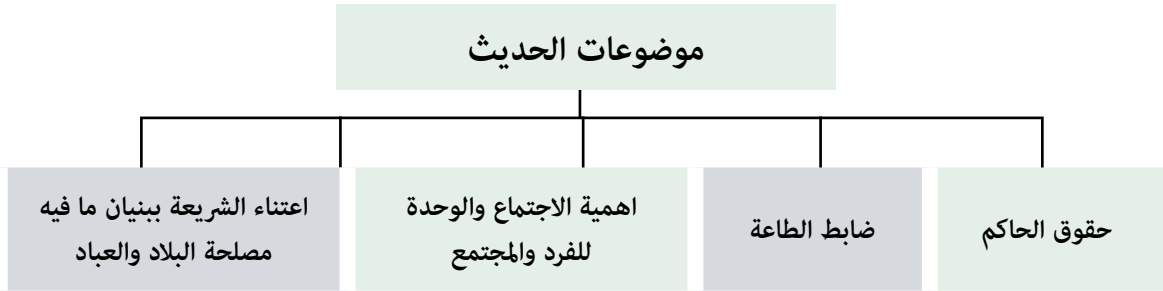 موضوعات الحديث
حقوق الحاكم
ضابط الطاعة
اهمية الاجتماع والوحدة
للفرد والمجتمع
اعتناء الشريعة ببنيان ما فيه
مصلحة البلاد والعباد